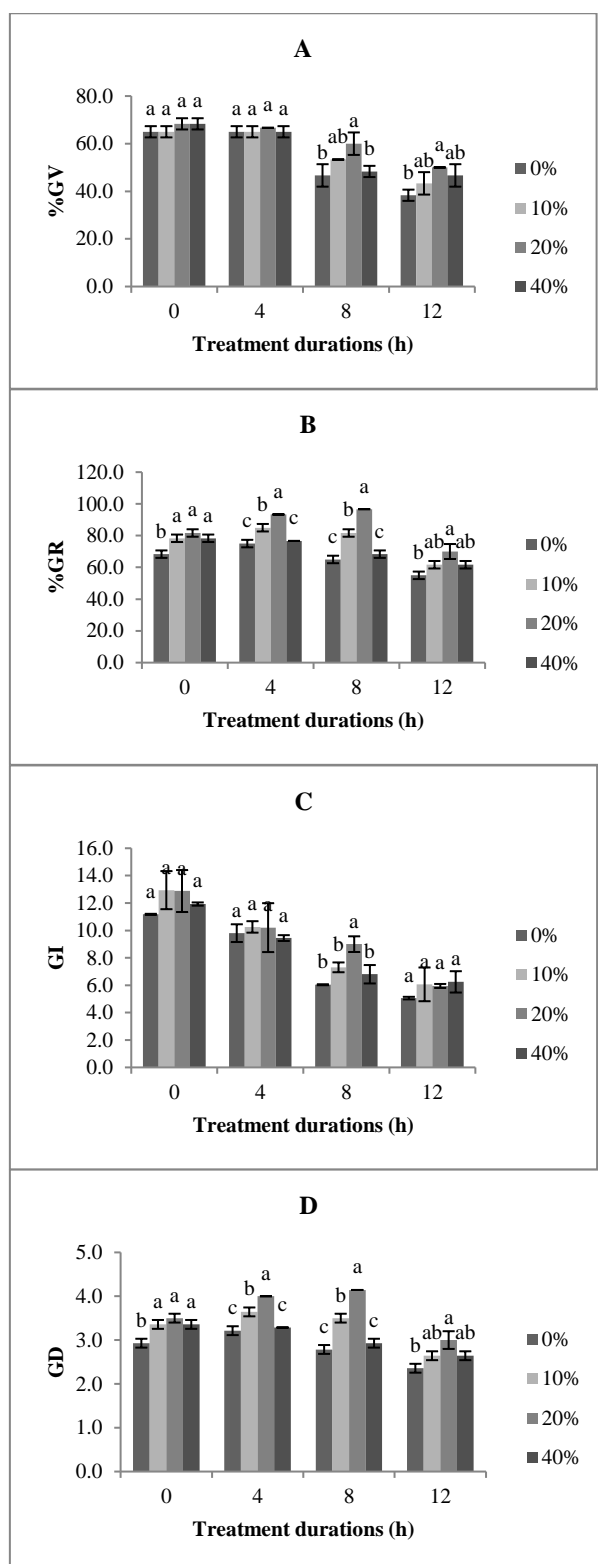 A
80.0
60.0
40.0
20.0
0.0
%GV
a a a a
a a a a
b ab a b
b ab a ab
0 4 8 12
Treatment durations (h)
0%
10%
20%
40%
B
120.0
100.0
80.0
60.0
40.0
20.0
0.0
%GR
b a a a
c b a c
c b a c
b ab a ab
0 4 8 12
Treatment durations (h)
0%
10%
20%
40%
C
16.0
14.0
12.0
10.0
8.0
6.0
4.0
2.0
0.0
GI
a a a a
a a a a
b b a b
a a a a
0 4 8 12
Treatment durations (h)
0%
10%
20%
40%
D
5.0
4.0
3.0
2.0
1.0
0.0
GD
b a a a
c b a c
c b a c
b ab a ab
0 4 8 12
Treatment durations (h)
0%
10%
20%
40%